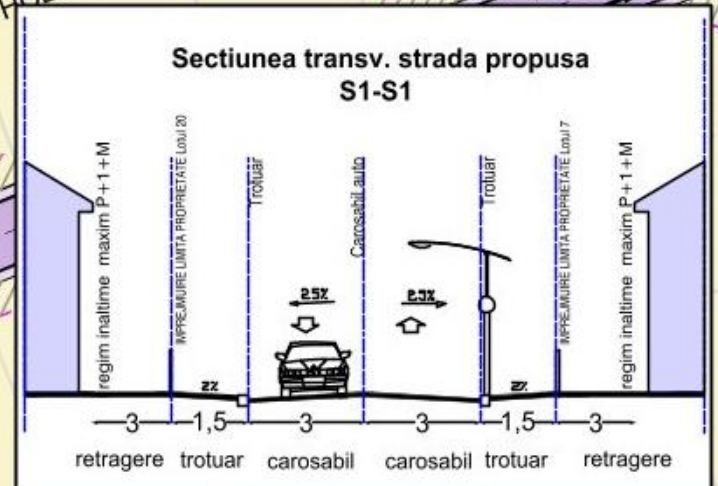 Sectiunea transv. strada propusa
S1-S1
regim inaltime maxim P+1+M
IMPREJMUIRE LIMITA PROPRIETATE Lotul 20
Trotuar
Carosabil auto
Trotuar
IMPREJMUIRE LIMITA PROPRIETATE Lotul 7
regim inaltime maxim P+1+M
2.5% 2.5%
2% 2%
3 1,5 3 3 1,5 3
retragere trotuar carosabil carosabil trotuar retragere